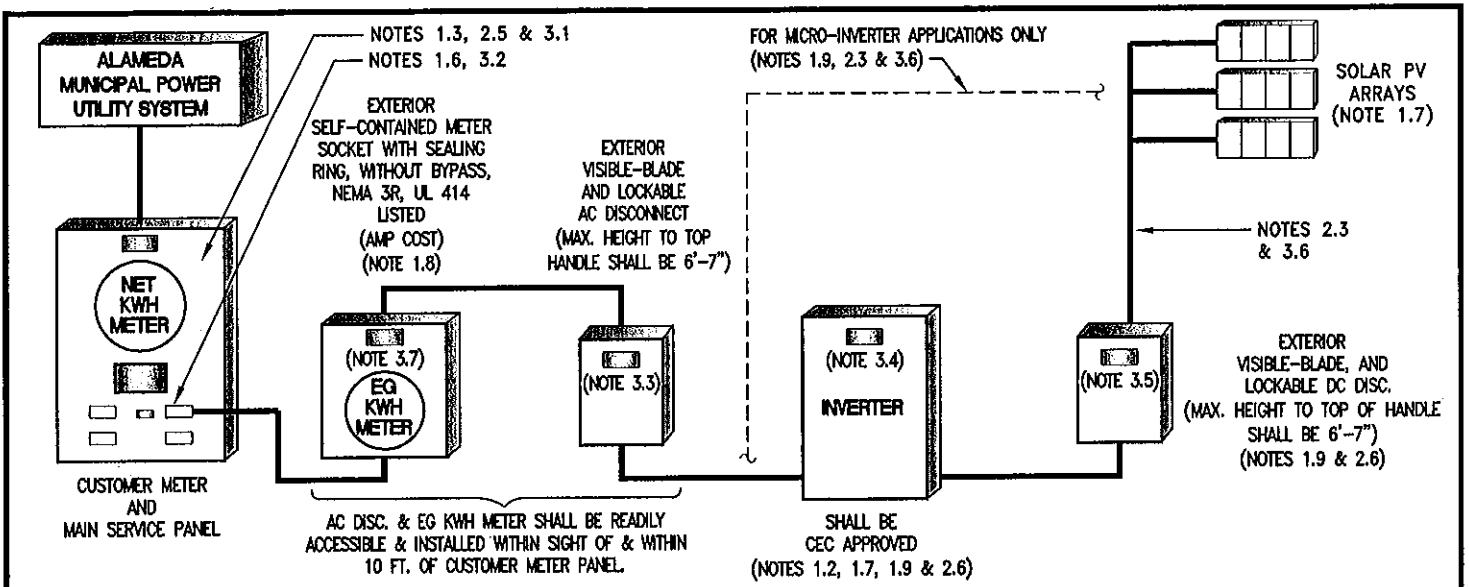 ALAMEDA
MUNICIPAL POWER
UTILITY SYSTEM
NOTES 1.3, 2.5 & 3.1
NOTES 1.6, 3.2
EXTERIOR
SELF-CONTAINED METER
SOCKET WITH SEALING
RING, WITHOUT BYPASS,
NEMA 3R, UL 414
LISTED
(AMP COST)
(NOTE 1.8)
EXTERIOR
VISIBLE-BLADE
AND LOCKABLE
AC DISCONNECT
(MAX. HEIGHT TO TOP
HANDLE SHALL BE 6'-7")
FOR MICRO-INVERTER APPLICATIONS ONLY
(NOTES 1.9, 2.3 & 3.6)
SOLAR PV
ARRAYS
(NOTE 1.7)
NOTES 2.3
& 3.6
NET
KWH
METER
(NOTE 3.7)
EG
KWH
METER
(NOTE 3.3)
(NOTE 3.4)
INVERTER
(NOTE 3.5)
EXTERIOR
VISIBLE-BLADE, AND
LOCKABLE DC DISC.
(MAX. HEIGHT TO TOP OF HANDLE
SHALL BE 6'-7")
(NOTES 1.9 & 2.6)
CUSTOMER METER
AND
MAIN SERVICE PANEL
AC DISC. & EG KWH METER SHALL BE READILY
ACCESSIBLE & INSTALLED WITHIN SIGHT OF & WITHIN
10 FT. OF CUSTOMER METER PANEL.
SHALL BE
CEC APPROVED
(NOTES 1.2, 1.7, 1.9 & 2.6)